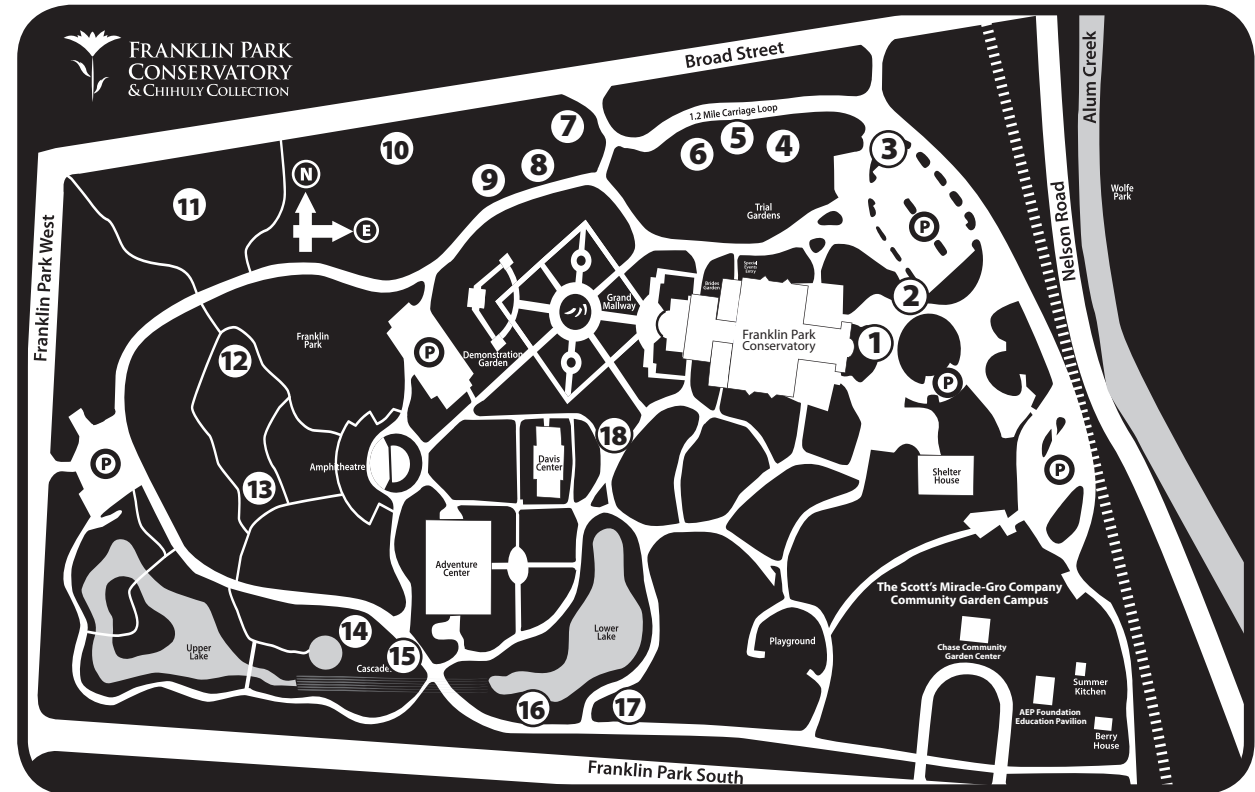 FRANKLIN PARK
CONSERVATORY
& CHIHULY COLLECTION
Broad Street
Alum Creek
1.2 Mile Carriage Loop
7
10
5
6
4
3
8
9
N
11
E
Wolfe
Park
Franklin Park West
Nelson Road
Trial
Gardens
P
Special
Events
Entry
Brides
Garden
2
Grand
Mallway
Franklin
Park
Franklin Park
Conservatory
1
12
P
Demonstration
Garden
P
18
P
Amphitheatre
Davis
Center
P
Shelter
House
13
Adventure
Center
The Scott's Miracle-Gro Company
Community Garden Campus
14
Lower
Lake
Playground
Upper
Lake
15
Cascade
Chase Community
Garden Center
Summer
Kitchen
16
17
AEP Foundation
Education Pavilion
Berry
House
Franklin Park South